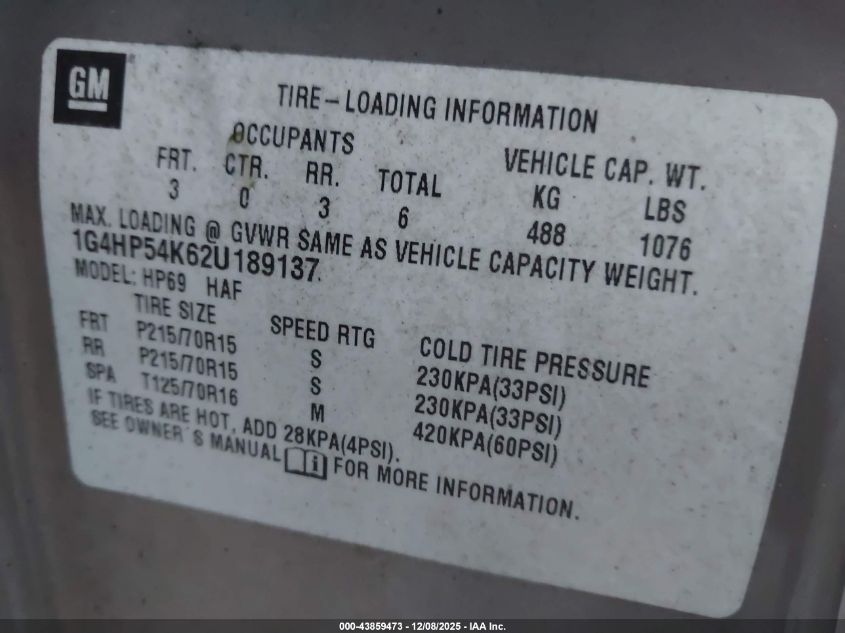 GM
TIRE-LOADING INFORMATION
OCCUPANTS VEHICLE CAP. WT.
FRT. CTR. RR. TOTAL KG LBS
3 0 3 6 488 1076
MAX. LOADING @ GVWR SAME AS VEHICLE CAPACITY WEIGHT.
1G4HP54K62U189137
MODEL: HP69 HAF
TIRE SIZE SPEED RTG COLD TIRE PRESSURE
FRT P215/70R15 S 230KPA(33PSI)
RR P215/70R15 S 230KPA(33PSI)
SPA T125/70R16 M 420KPA(60PSI)
IF TIRES ARE HOT, ADD 28KPA(4PSI).
SEE OWNER'S MANUAL i FOR MORE INFORMATION.
000-43859473 - 12/08/2025 - IAA Inc.